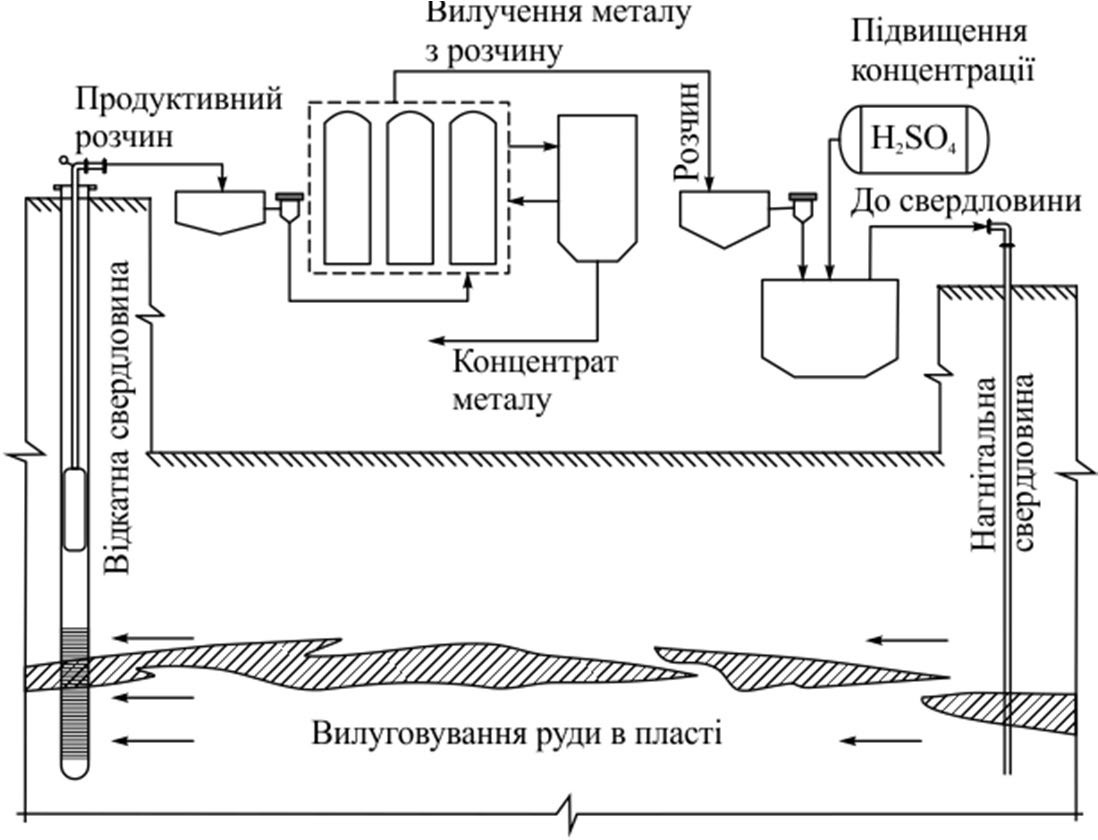 Вилучення металу
з розчину
Підвищення
концентрації
Продуктивний
розчин
Розчин
H₂SO₄
До свердловини
Відкатна свердловина
Концентрат
металу
Нагнітальна
свердловина
Вилуговування руди в пласті